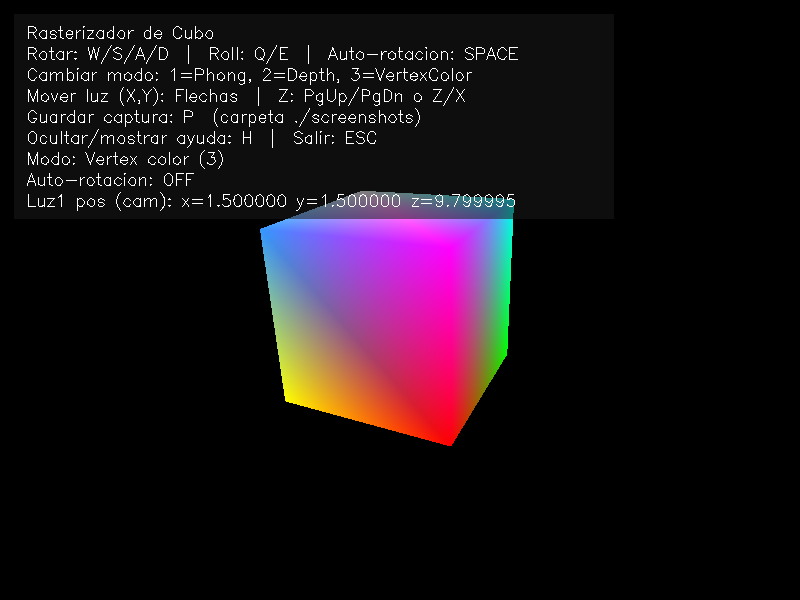 Rasterizador de Cubo
Rotar: W/S/A/D | Roll: Q/E | Auto-rotacion: SPACE
Cambiar modo: 1=Phong, 2=Depth, 3=VertexColor
Mover luz (X,Y): Flechas | Z: PgUp/PgDn o Z/X
Guardar captura: P (carpeta ./screenshots)
Ocultar/mostrar ayuda: H | Salir: ESC
Modo: Vertex color (3)
Auto-rotacion: OFF
Luz1 pos (cam): x=1.500000 y=1.500000 z=9.799995